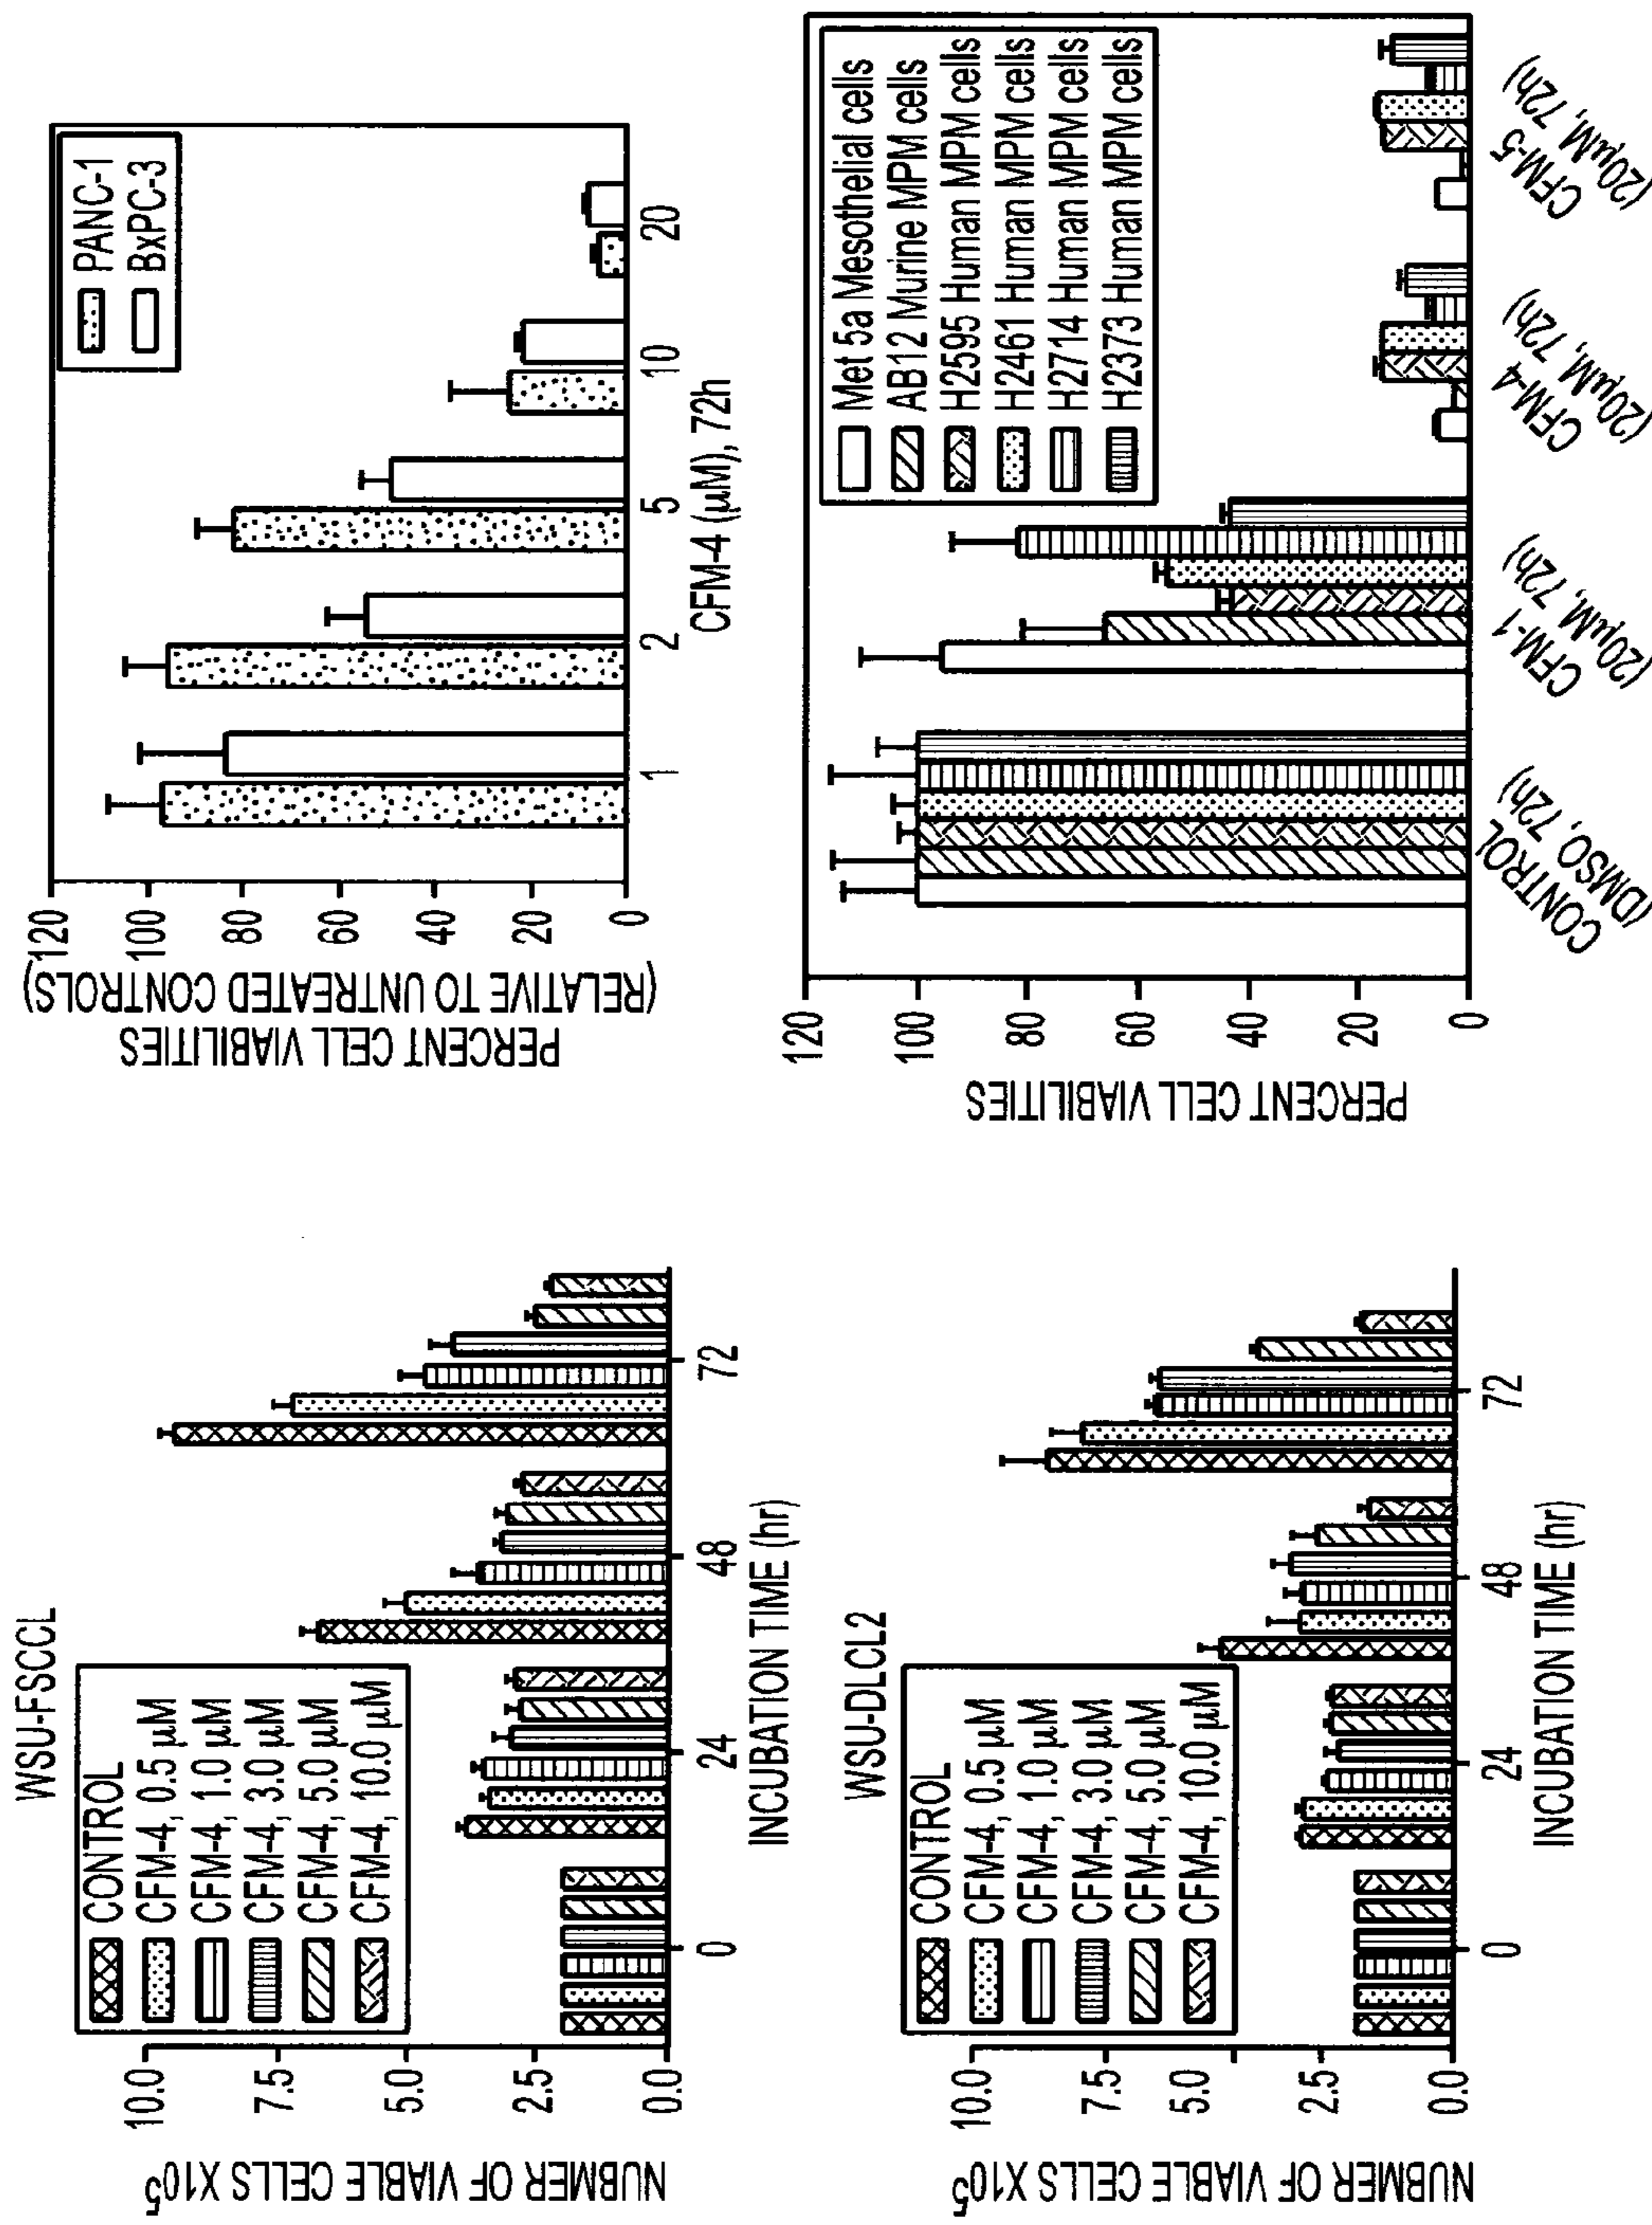 WSU-FSCCL
NUBMER OF VIABLE CELLS X10⁵
10.0
7.5
5.0
2.5
0.0
CONTROL
CFM-4, 0.5 µM
CFM-4, 1.0 µM
CFM-4, 3.0 µM
CFM-4, 5.0 µM
CFM-4, 10.0 µM
0
24
48
72
INCUBATION TIME (hr)
PERCENT CELL VIABILITIES
(RELATIVE TO UNTREATED CONTROLS)
120
100
80
60
40
20
0
PANC-1
BxPC-3
1
2
5
10
20
CFM-4 (µM), 72h
WSU-DLCL2
NUBMER OF VIABLE CELLS X10⁵
10.0
7.5
5.0
2.5
0.0
CONTROL
CFM-4, 0.5 µM
CFM-4, 1.0 µM
CFM-4, 3.0 µM
CFM-4, 5.0 µM
CFM-4, 10.0 µM
0
24
48
72
INCUBATION TIME (hr)
PERCENT CELL VIABILITIES
120
100
80
60
40
20
0
Met 5a Mesothelial cells
AB12 Murine MPM cells
H2595 Human MPM cells
H2461 Human MPM cells
H2714 Human MPM cells
H2373 Human MPM cells
CONTROL
(DMSO, 72h)
CFM-1
(20µM, 72h)
CFM-4
(20µM, 72h)
CFM-5
(20µM, 72h)